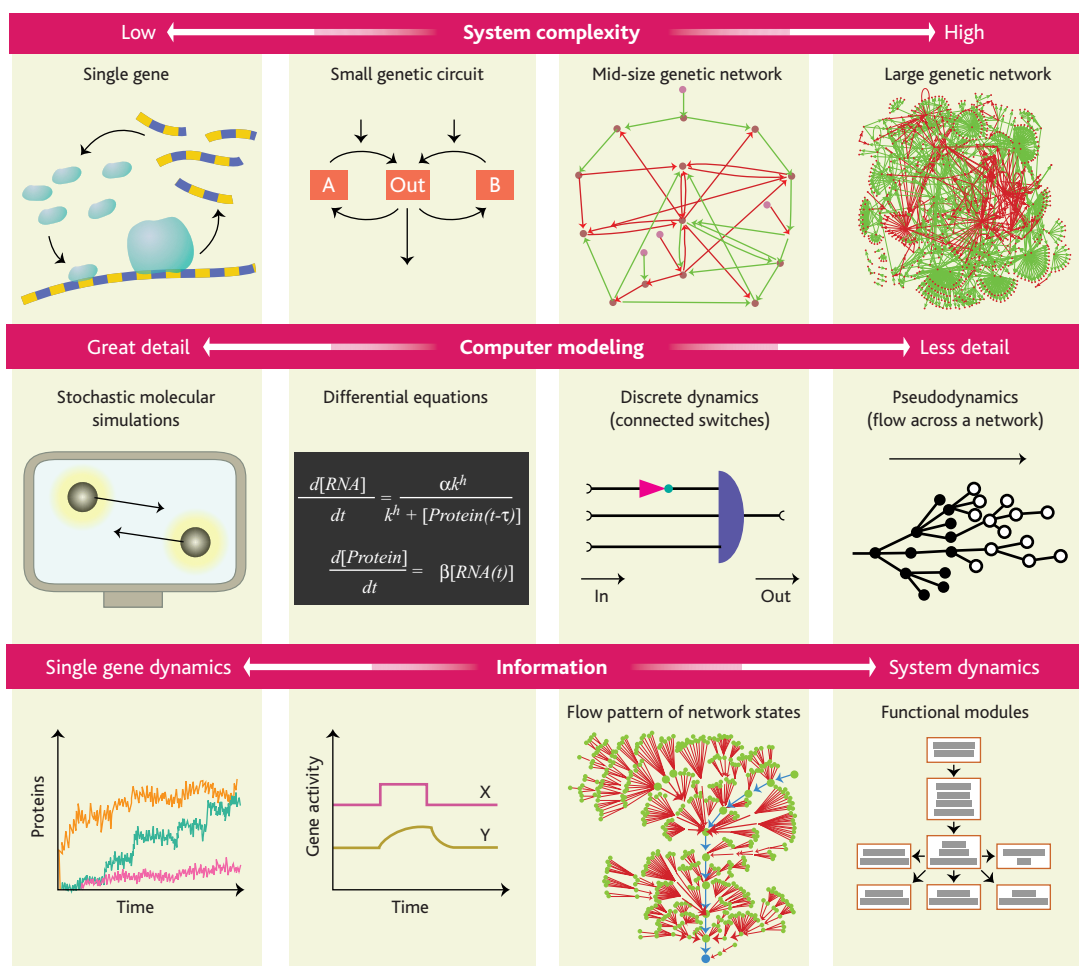 Low System complexity High
Single gene Small genetic circuit Mid-size genetic network Large genetic network
A Out B
Great detail Computer modeling Less detail
Stochastic molecular simulations
Differential equations
Discrete dynamics (connected switches)
Pseudodynamics (flow across a network)
d[RNA]/dt = αk^h/(k^h + [Protein(t-τ)])
d[Protein]/dt = β[RNA(t)]
In Out
Single gene dynamics Information System dynamics
Flow pattern of network states Functional modules
Proteins
Time
Gene activity
X
Y
Time